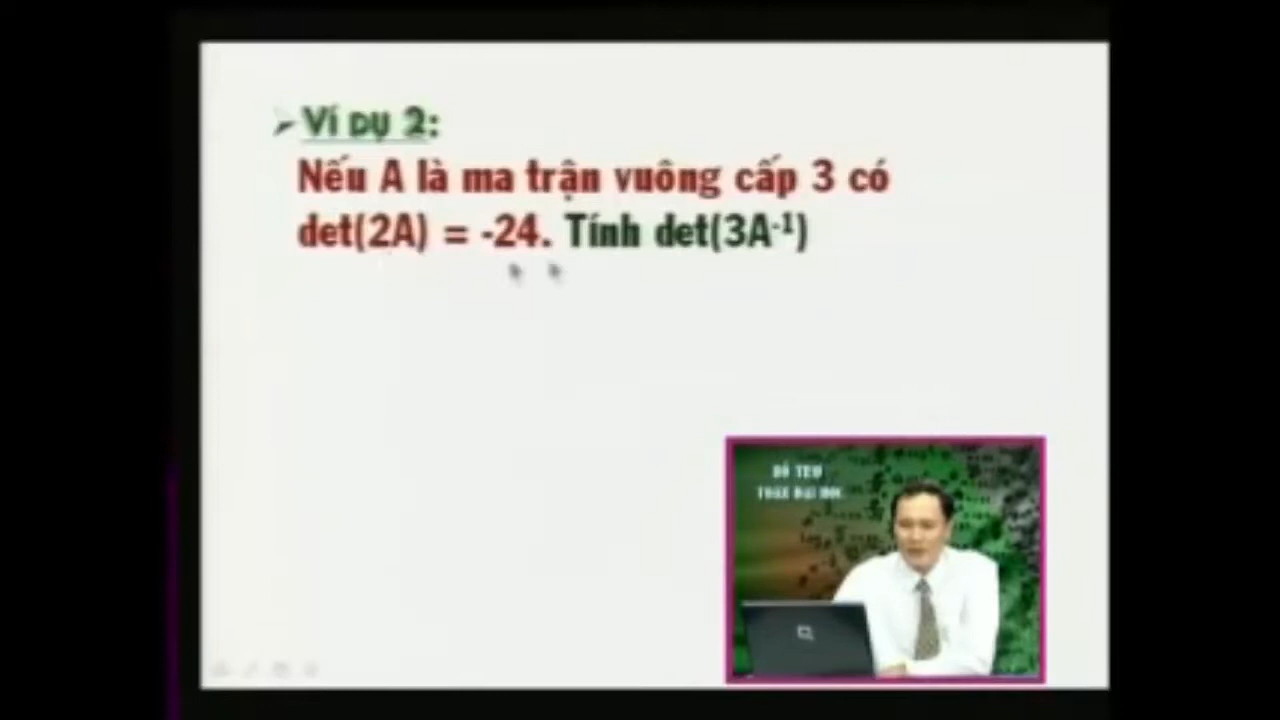 Ví dụ 2:
Nếu A là ma trận vuông cấp 3 có
det(2A) = -24. Tính det(3A⁻¹)